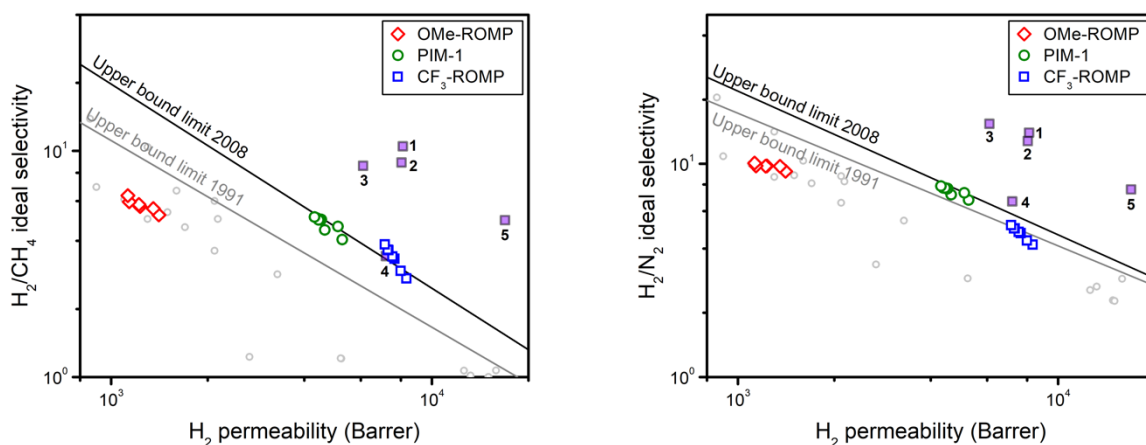 H₂/CH₄ ideal selectivity
10¹
10⁰
10³
10⁴
H₂ permeability (Barrer)
Upper bound limit 2008
Upper bound limit 1991
OMe-ROMP
PIM-1
CF₃-ROMP
1
2
3
4
5
H₂/N₂ ideal selectivity
10¹
10⁰
10³
10⁴
H₂ permeability (Barrer)
Upper bound limit 2008
Upper bound limit 1991
OMe-ROMP
PIM-1
CF₃-ROMP
1
2
3
4
5